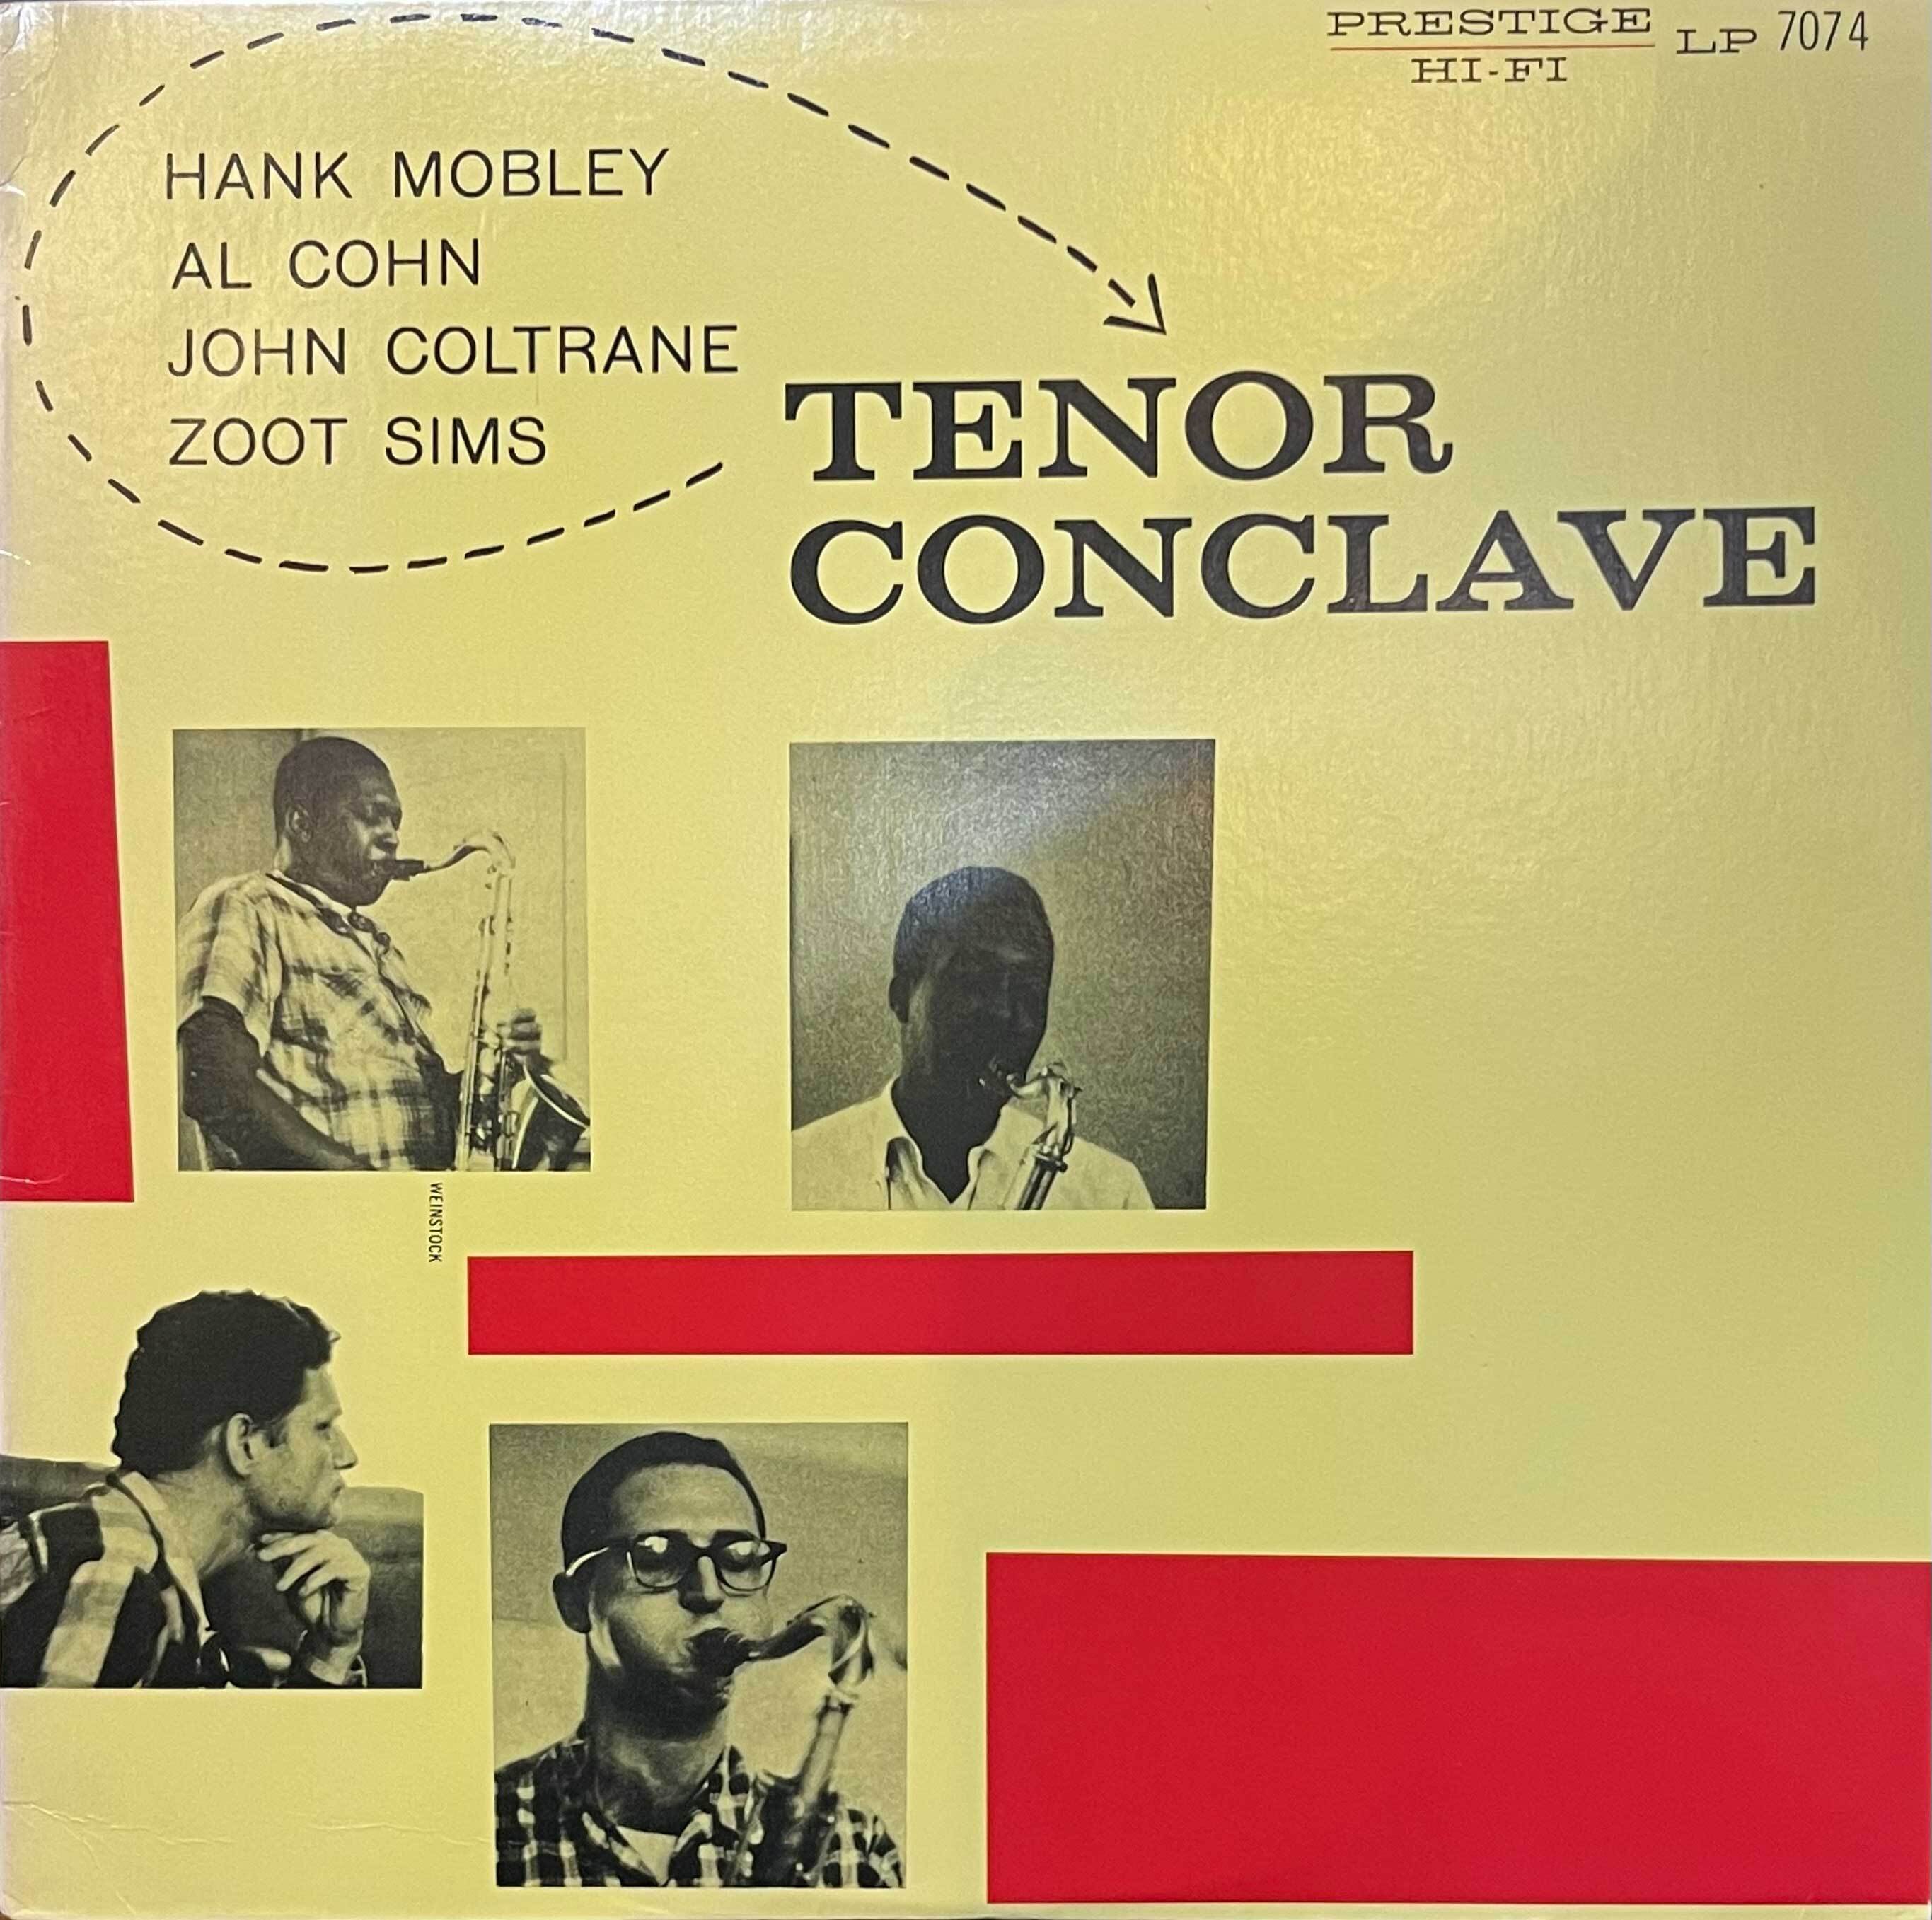 PRESTIGE LP 7074
HI-FI
HANK MOBLEY
AL COHN
JOHN COLTRANE
ZOOT SIMS
TENOR
CONCLAVE
WEINSTOCK